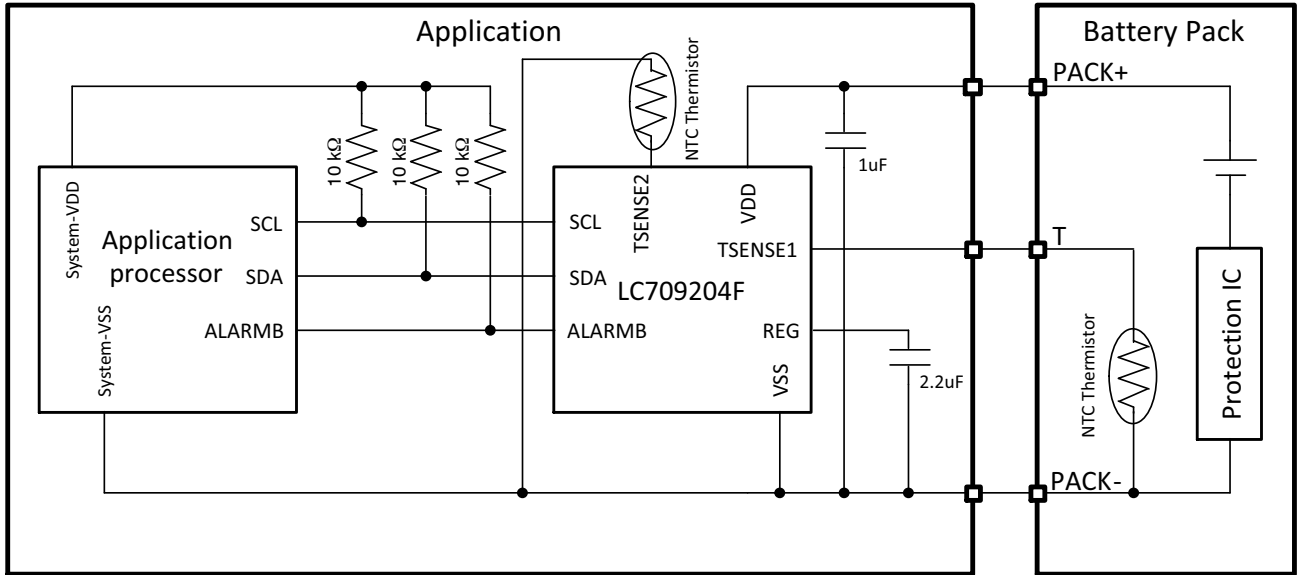 Application
Battery Pack
PACK+
NTC Thermistor
10 kΩ
10 kΩ
10 kΩ
1uF
System-VDD
SCL
SCL
TSENSE2
VDD
Application
processor
TSENSE1
T
SDA
SDA
LC709204F
ALARMB
ALARMB
REG
System-VSS
VSS
2.2uF
NTC Thermistor
Protection IC
PACK-